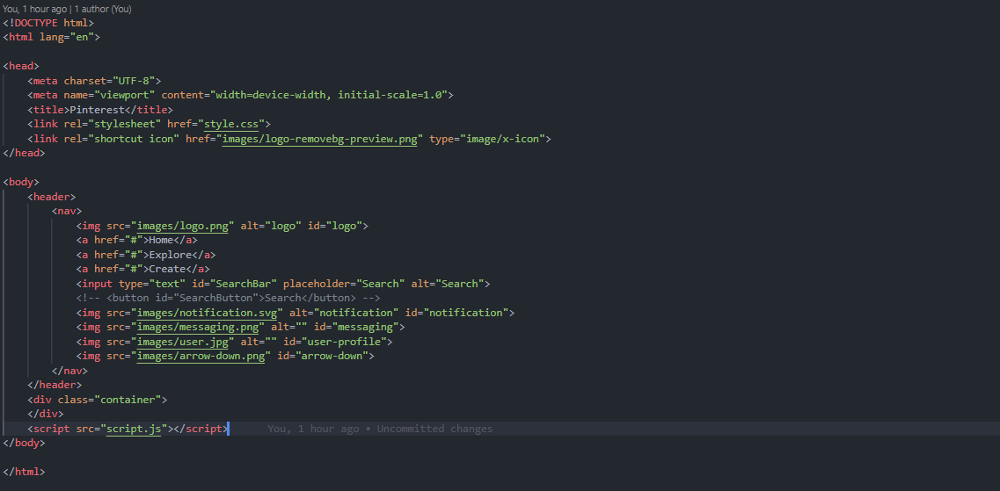 You, 1 hour ago | 1 author (You)
<!DOCTYPE html>
<html lang="en">
<head>
<meta charset="UTF-8">
<meta name="viewport" content="width=device-width, initial-scale=1.0">
<title>Pinterest</title>
<link rel="stylesheet" href="style.css">
<link rel="shortcut icon" href="images/logo-removebg-preview.png" type="image/x-icon">
</head>
<body>
<header>
<nav>
<img src="images/logo.png" alt="logo" id="logo">
<a href="#">Home</a>
<a href="#">Explore</a>
<a href="#">Create</a>
<input type="text" id="SearchBar" placeholder="Search" alt="Search">
<!-- <button id="SearchButton">Search</button> -->
<img src="images/notification.svg" alt="notification" id="notification">
<img src="images/messaging.png" alt="" id="messaging">
<img src="images/user.jpg" alt="" id="user-profile">
<img src="images/arrow-down.png" id="arrow-down">
</nav>
</header>
<div class="container">
</div>
<script src="script.js"></script> You, 1 hour ago • Uncommitted changes
</body>
</html>